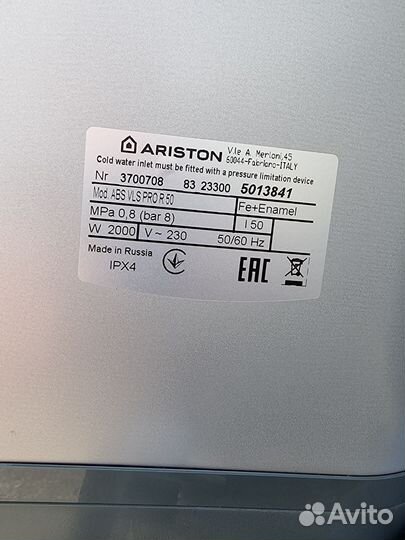 ARISTON V.le A. Merloni,45
60044-Fabriano-ITALY
Cold water inlet must be fitted with a pressure limitation device
Nr 3700708 83 23300 5013841
Mod. ABS VLS PRO R 50 Fe+Enamel
MPa 0,8 (bar 8) l 50
W 2000 V~ 230 50/60 Hz
Made in Russia
IPX4
EAC
Avito